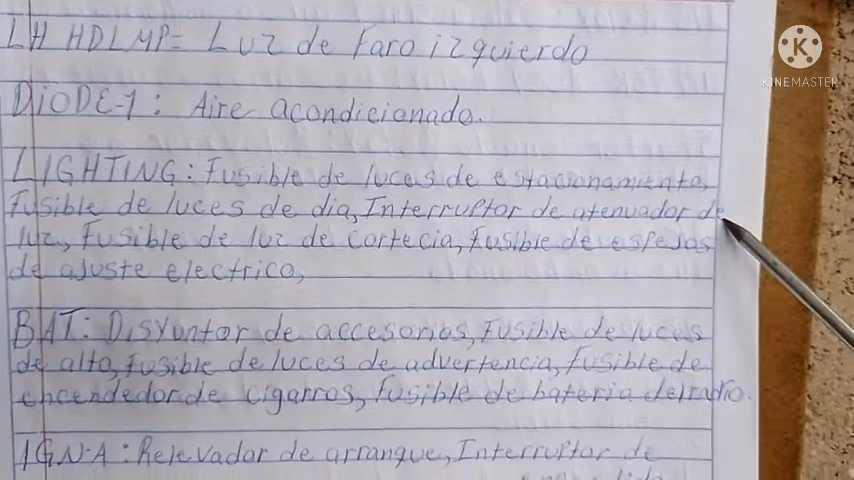 LH HDLMP= Luz de Faro izquierdo
DiODE-1: Aire acondicionado.
LIGHTING: Fusible de luces de estacionamiento,
Fusible de luces de dia, Interruptor de atenuador de
luz, Fusible de luz de cortecia, Fusible de espejos
de ajuste electrico,
BAT: Disyuntor de accesorios, Fusible de luces
de alto, Fusible de luces de advertencia, Fusible de
encendedor de cigarros, Fusible de bateria del radio.
IGN-A: Relevador de arranque, Interruptor de
KINEMASTER